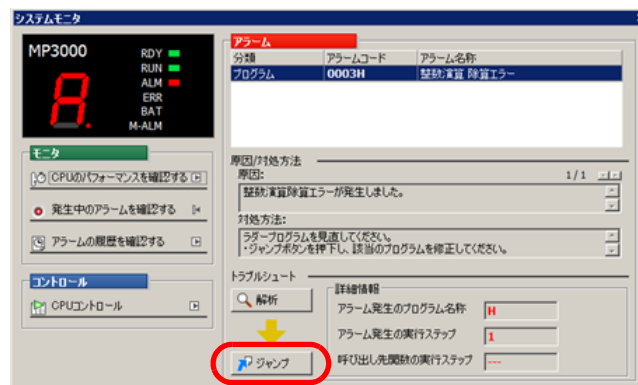 システムモニタ
MP3000
RDY
RUN
ALM
ERR
BAT
M-ALM
8.
モニタ
CPUのパフォーマンスを確認する
発生中のアラームを確認する
アラームの履歴を確認する
コントロール
CPUコントロール
アラーム
分類 アラームコード アラーム名称
プログラム 0003H 整数演算 除算エラー
原因/対処方法
原因: 1/1
整数演算除算エラーが発生しました。
対処方法:
ラダープログラムを見直してください。
・ジャンプボタンを押下し、該当のプログラムを修正してください。
トラブルシュート
解析
ジャンプ
詳細情報
アラーム発生のプログラム名称 H
アラーム発生の実行ステップ 1
呼び出し先関数の実行ステップ ---